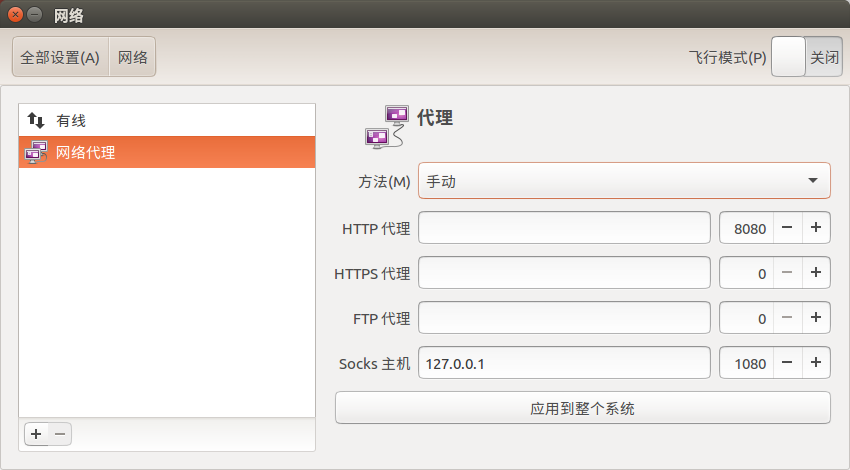 网络
全部设置(A) 网络 飞行模式(P) 关闭
有线
网络代理
代理
方法(M) 手动
HTTP 代理 8080 − +
HTTPS 代理 0 − +
FTP 代理 0 − +
Socks 主机 127.0.0.1 1080 − +
应用到整个系统
+ −